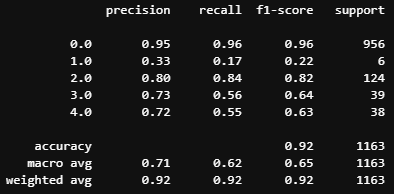 precision recall f1-score support
0.0 0.95 0.96 0.96 956
1.0 0.33 0.17 0.22 6
2.0 0.80 0.84 0.82 124
3.0 0.73 0.56 0.64 39
4.0 0.72 0.55 0.63 38
accuracy 0.92 1163
macro avg 0.71 0.62 0.65 1163
weighted avg 0.92 0.92 0.92 1163